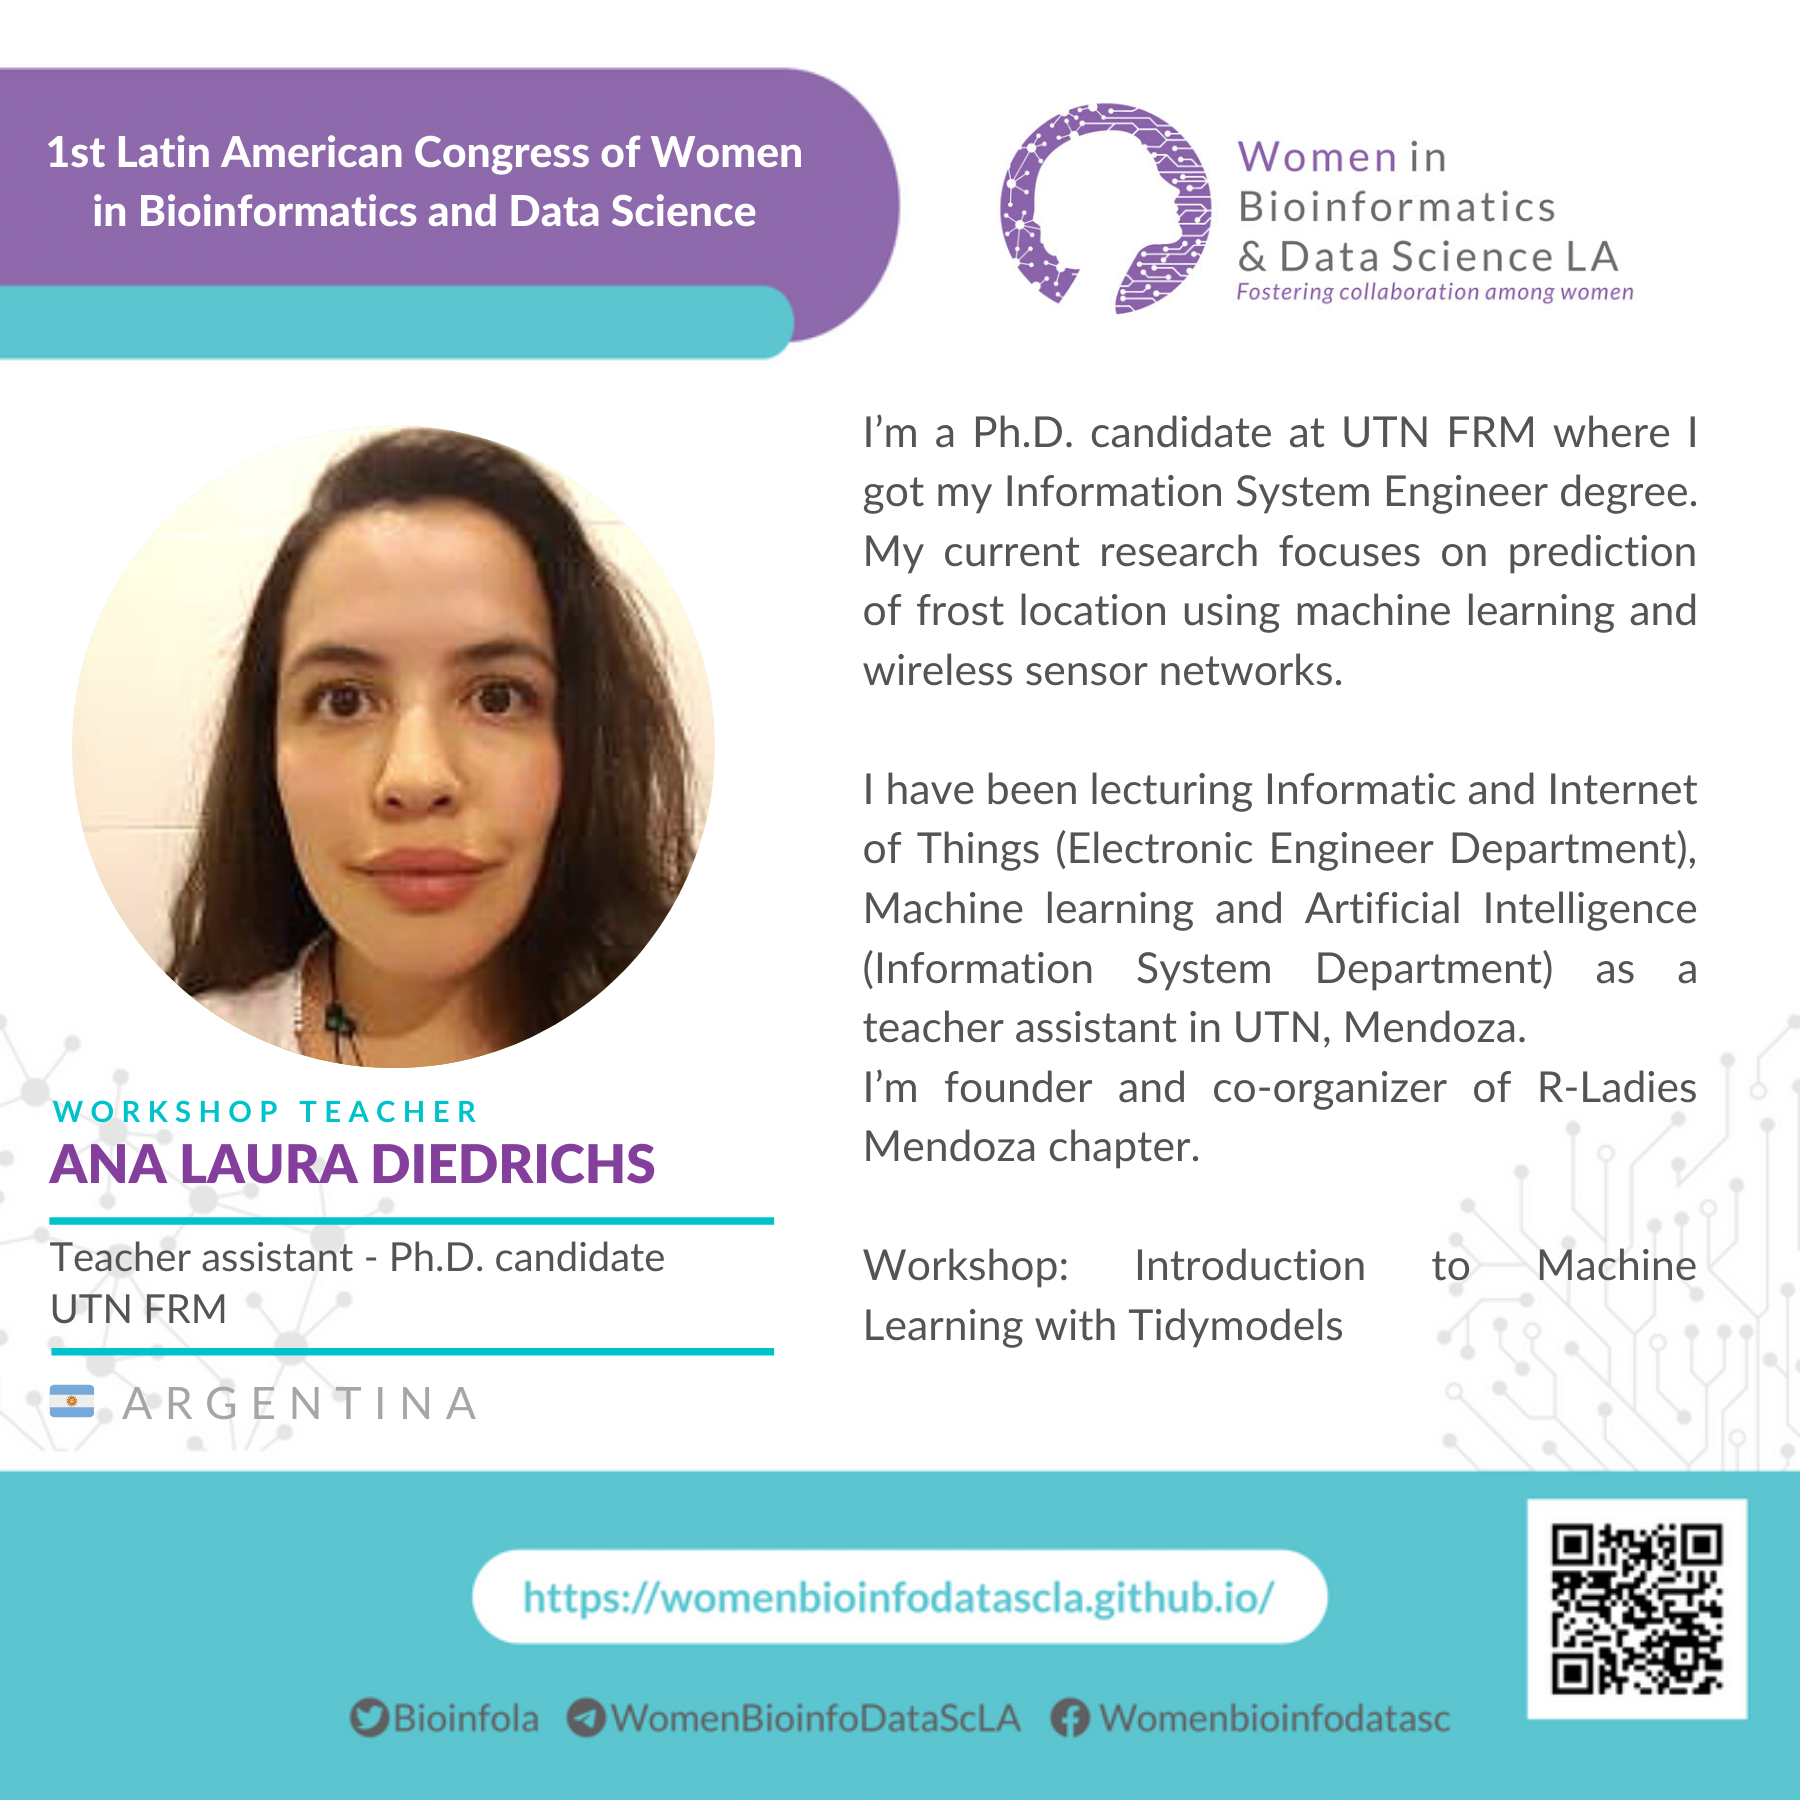 1st Latin American Congress of Women
in Bioinformatics and Data Science
Women in
Bioinformatics
& Data Science LA
Fostering collaboration among women
WORKSHOP TEACHER
ANA LAURA DIEDRICHS
Teacher assistant - Ph.D. candidate
UTN FRM
ARGENTINA
I’m a Ph.D. candidate at UTN FRM where I
got my Information System Engineer degree.
My current research focuses on prediction
of frost location using machine learning and
wireless sensor networks.
I have been lecturing Informatic and Internet
of Things (Electronic Engineer Department),
Machine learning and Artificial Intelligence
(Information System Department) as a
teacher assistant in UTN, Mendoza.
I’m founder and co-organizer of R-Ladies
Mendoza chapter.
Workshop: Introduction to Machine
Learning with Tidymodels
https://womenbioinfodatascla.github.io/
Bioinfola WomenBioinfoDataScLA Womenbioinfodatasc